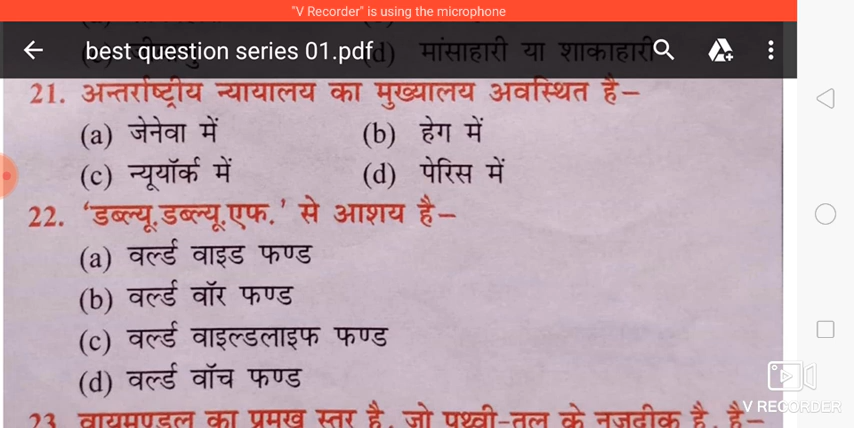 "V Recorder" is using the microphone
best question series 01.pdf
(d) मांसाहारी या शाकाहारी
21. अन्तर्राष्ट्रीय न्यायालय का मुख्यालय अवस्थित है–
(a) जेनेवा में (b) हेग में
(c) न्यूयॉर्क में (d) पेरिस में
22. ‘डब्ल्यू.डब्ल्यू.एफ.’ से आशय है–
(a) वर्ल्ड वाइड फण्ड
(b) वर्ल्ड वॉर फण्ड
(c) वर्ल्ड वाइल्डलाइफ फण्ड
(d) वर्ल्ड वॉच फण्ड
V RECORDER
23. वायुमण्डल का प्रमुख स्तर है, जो पृथ्वी-तल के नजदीक है, है–